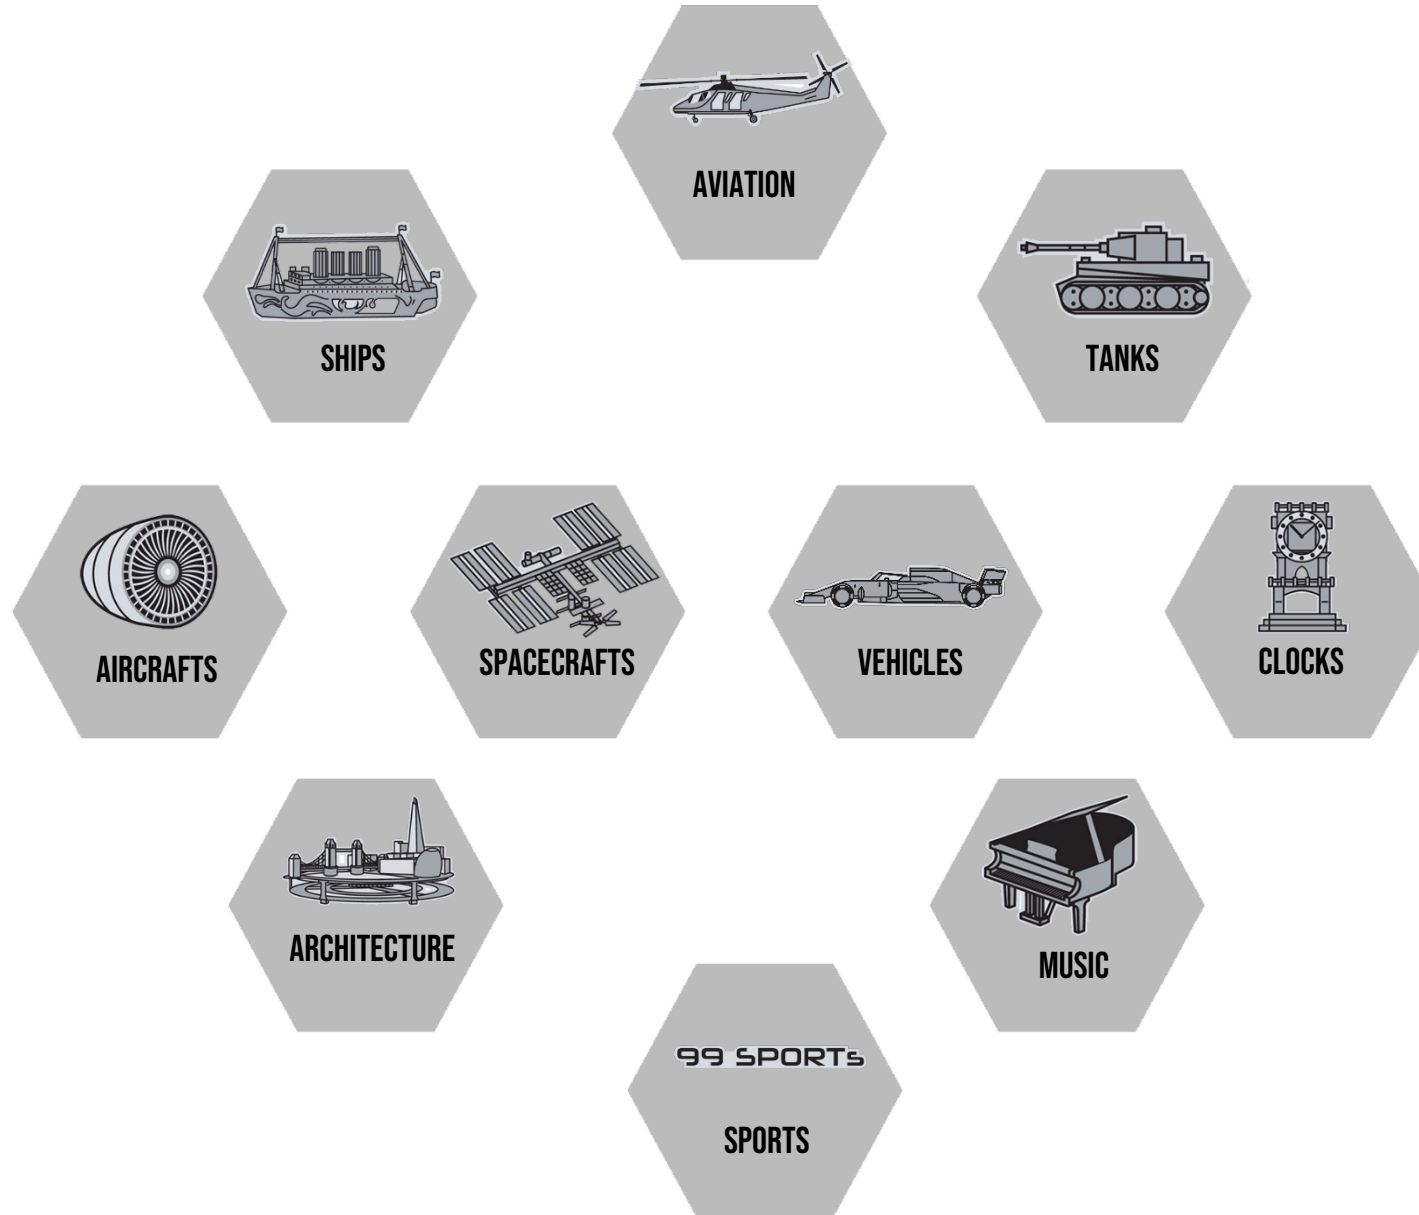 AVIATION
SHIPS
TANKS
AIRCRAFTS
SPACECRAFTS
VEHICLES
CLOCKS
ARCHITECTURE
MUSIC
99 SPORTs
SPORTS